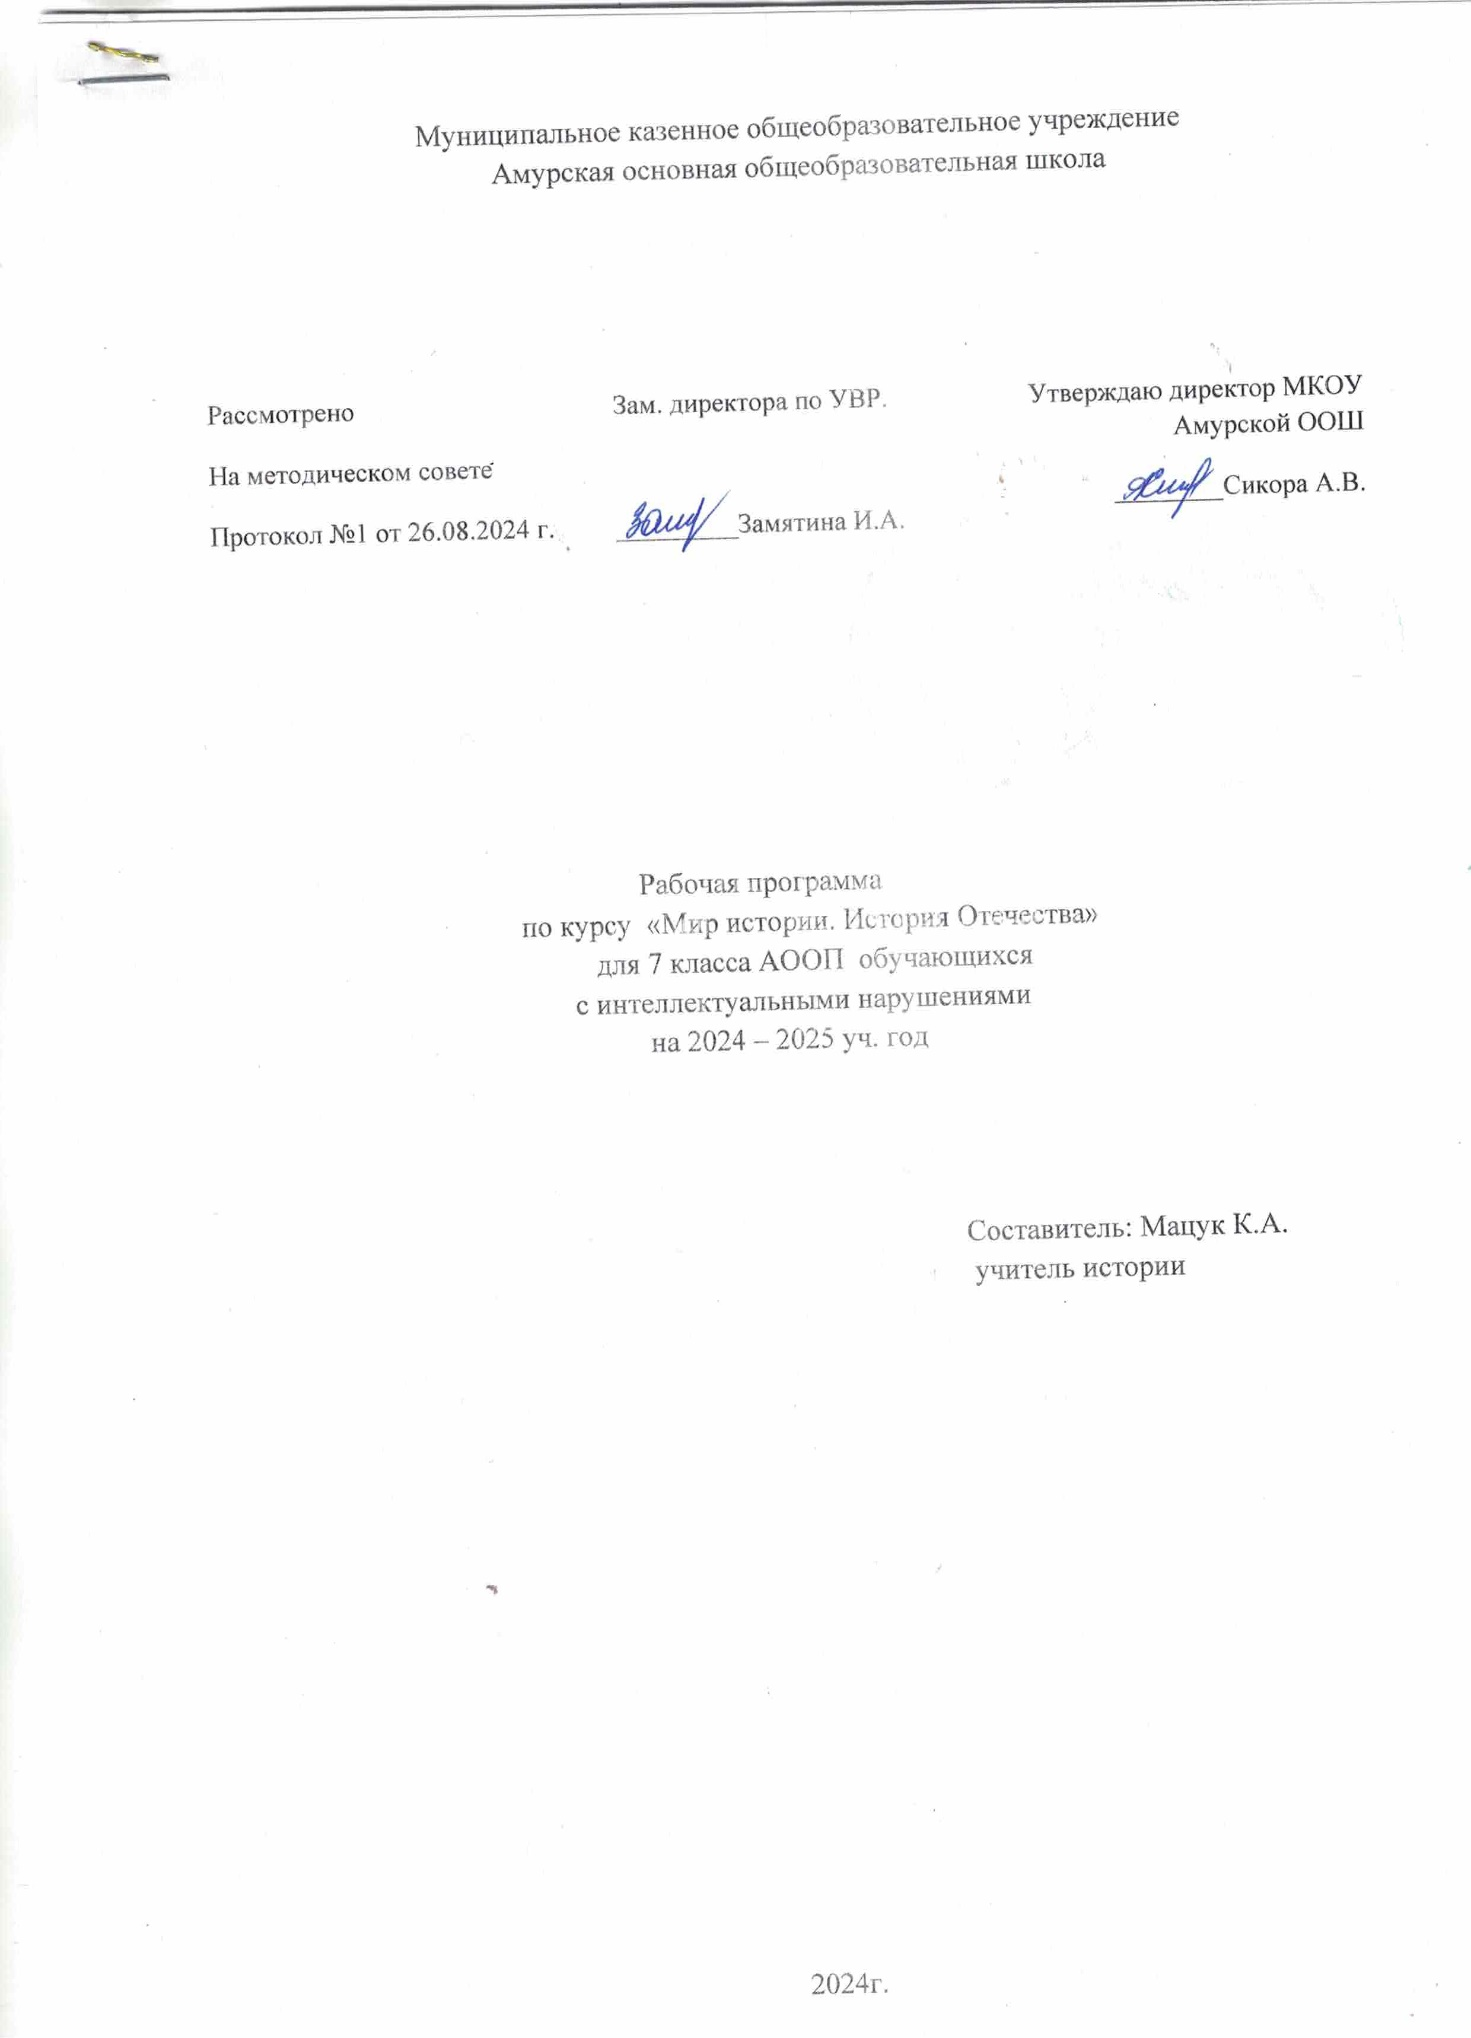 Муниципальное казенное общеобразовательное учреждение
Амурская основная общеобразовательная школа
Рассмотрено
На методическом совете
Протокол №1 от 26.08.2024 г.
Зам. директора по УВР.
Замятина И.А.
Утверждаю директор МКОУ
Амурской ООШ
Сикора А.В.
Рабочая программа
по курсу «Мир истории. История Отечества»
для 7 класса АООП обучающихся
с интеллектуальными нарушениями
на 2024 – 2025 уч. год
Составитель: Мацук К.А.
учитель истории
2024г.